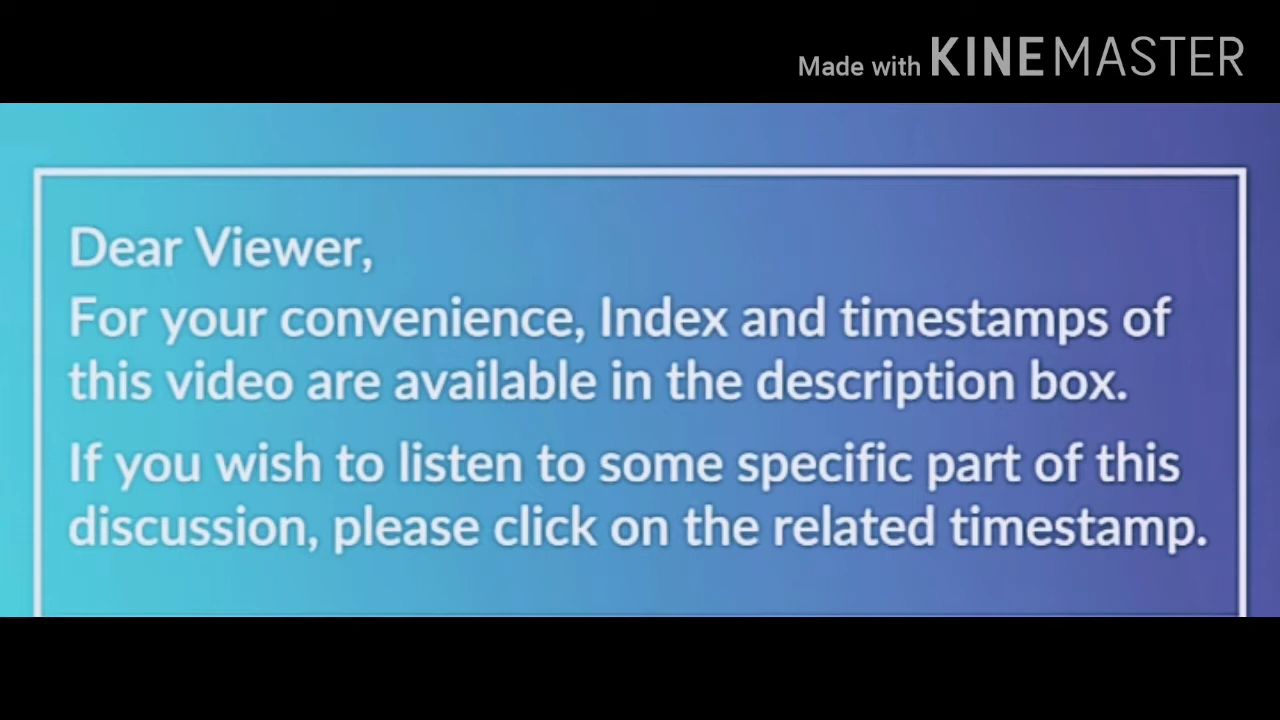 Made with KINEMASTER
Dear Viewer,
For your convenience, Index and timestamps of
this video are available in the description box.
If you wish to listen to some specific part of this
discussion, please click on the related timestamp.